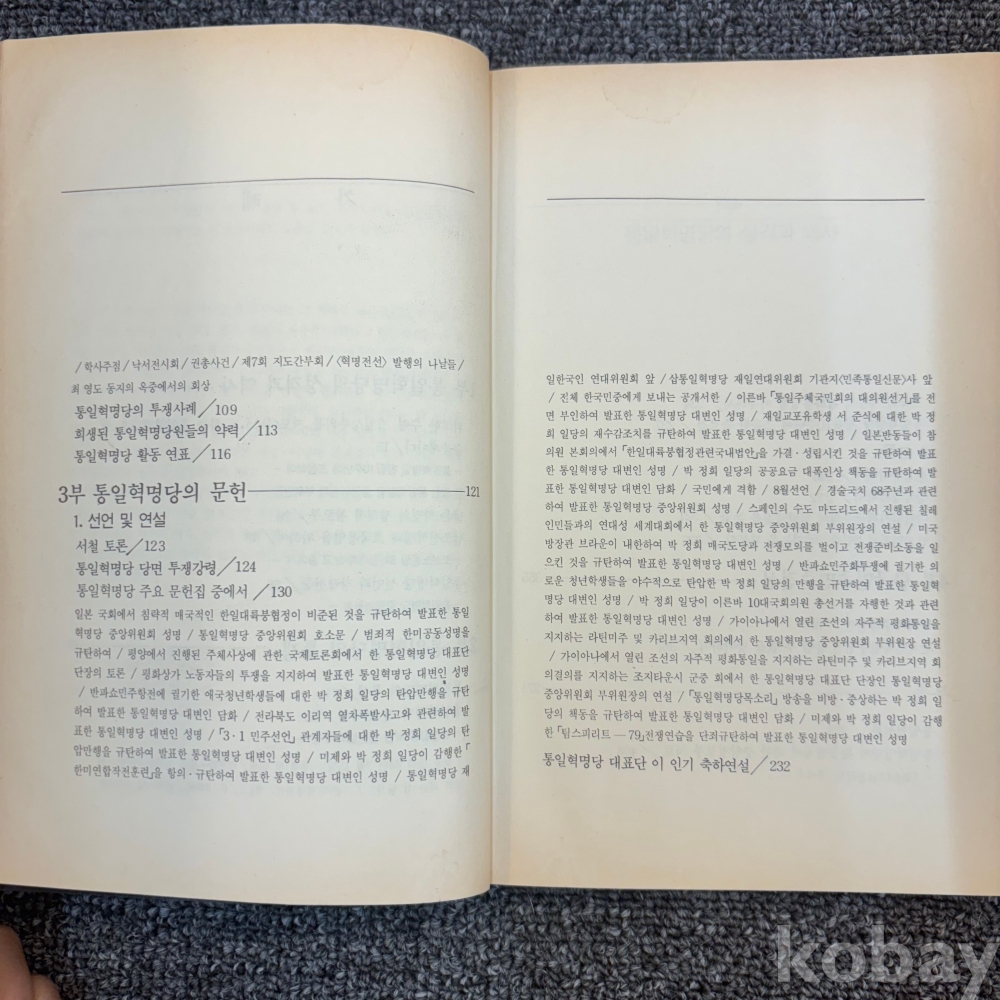 / 학사주점 / 낙서전시회 / 권총사건 / 제7회 지도간부회 / 〈혁명전선〉 발행의 나날들 /
최 영도 동지의 옥중에서의 회상
통일혁명당의 투쟁사례 / 109
희생된 통일혁명당원들의 약력 / 113
통일혁명당 활동 연표 / 116
3부 통일혁명당의 문헌 121
1. 선언 및 연설
서철 토론 / 123
통일혁명당 당면 투쟁강령 / 124
통일혁명당 주요 문헌집 중에서 / 130
일본 국회에서 침략적 매국적인 한일대륙붕협정이 비준된 것을 규탄하여 발표한 통일
혁명당 중앙위원회 성명 / 통일혁명당 중앙위원회 호소문 / 범죄적 한미공동성명을
규탄하여 / 평양에서 진행된 주체사상에 관한 국제토론회에서 한 통일혁명당 대표단
단장의 토론 / 평화상가 노동자들의 투쟁을 지지하여 발표한 통일혁명당 대변인 성명
/ 반파쇼민주항전에 궐기한 애국청년학생들에 대한 박 정희 일당의 탄압만행을 규탄
하여 발표한 통일혁명당 대변인 담화 / 전라북도 이리역 열차폭발사고와 관련하여 발
표한 통일혁명당 대변인 성명 / 「3·1 민주선언」 관계자들에 대한 박 정희 일당의 탄
압만행을 규탄하여 발표한 통일혁명당 대변인 성명 / 미제와 박 정희 일당이 감행한 「
한미연합작전훈련」을 항의·규탄하여 발표한 통일혁명당 대변인 성명 / 통일혁명당 재
일한국인 연대위원회 앞 / 삼통일혁명당 재일연대위원회 기관지〈민족통일신문〉사 앞
/ 전체 한국민중에게 보내는 공개서한 / 이른바 「통일주체국민회의 대의원선거」를 전
면 부인하여 발표한 통일혁명당 대변인 성명 / 재일교포유학생 서 준식에 대한 박 정
희 일당의 재수감조치를 규탄하여 발표한 통일혁명당 대변인 성명 / 일본반동들이 참
의원 본회의에서 「한일대륙붕협정관련국내법안」을 가결·성립시킨 것을 규탄하여 발표
한 통일혁명당 대변인 성명 / 박 정희 일당의 공공요금 대폭인상 책동을 규탄하여 발
표한 통일혁명당 대변인 성명 / 국민에게 격함 / 8월선언 / 경술국치 68주년과 관련
하여 발표한 통일혁명당 대변인 성명 / 스페인의 수도 마드리드에서 진행된 칠레
인민들과의 연대성 세계대회에서 한 통일혁명당 중앙위원회 부위원장의 연설 / 미국
방장관 브라운이 내한하여 박 정희 매국도당과 전쟁모의를 벌이고 전쟁준비소동을 일
으킨 것을 규탄하여 발표한 통일혁명당 대변인 성명 / 반파쇼민주화투쟁에 궐기한 의
로운 청년학생들을 야수적으로 탄압한 박 정희 일당의 만행을 규탄하여 발표한 통일혁
명당 대변인 성명 / 박 정희 일당이 이른바 10대국회의원 총선거를 자행한 것과 관련
하여 발표한 통일혁명당 대변인 성명 / 가이아나에서 열린 조선의 자주적 평화통일을
지지하는 라틴미주 및 카리브지역 회의에서 한 통일혁명당 중앙위원회 부위원장 연설
/ 가이아나에서 열린 조선의 자주적 평화통일을 지지하는 라틴미주 및 카리브지역 회
의결의를 지지하는 조지타운시 군중 회에서 한 통일혁명당 대표단 단장인 통일혁명당
중앙위원회 부위원장의 연설 / 「통일혁명당목소리」 방송을 비방·중상하는 박 정희 일
당의 책동을 규탄하여 발표한 통일혁명당 대변인 담화 / 미제와 박 정희 일당이 감행
한 「팀스피리트—79」전쟁연습을 단죄규탄하여 발표한 통일혁명당 대변인 성명
통일혁명당 대표단 이 인기 축하연설 / 232
kobay